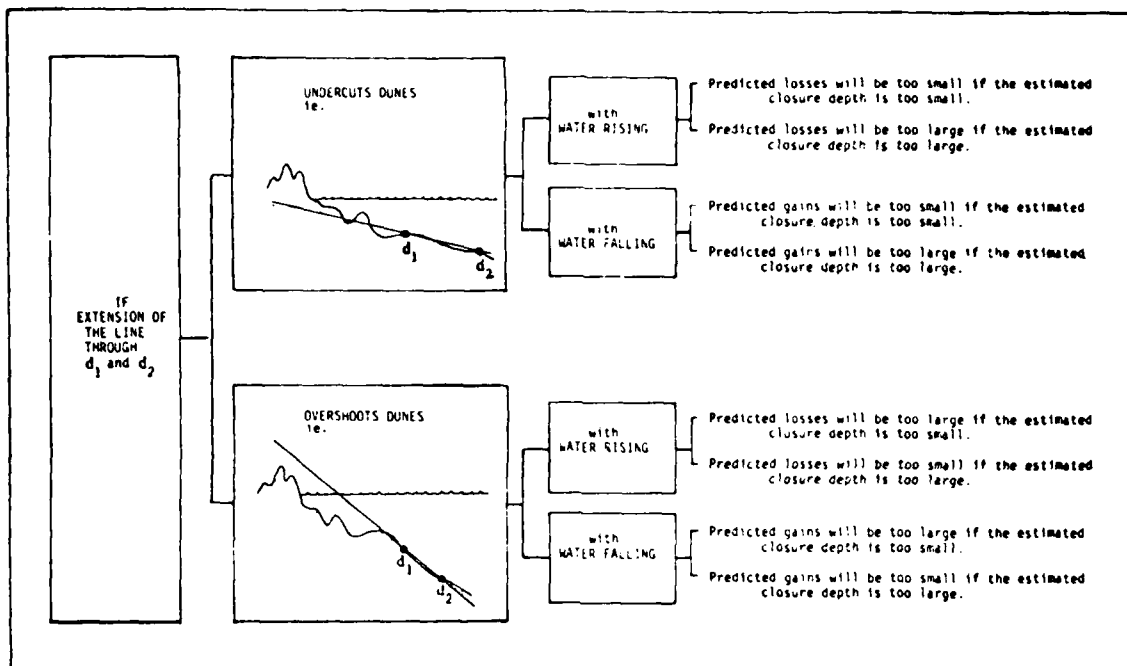 IF
EXTENSION OF
THE LINE
THROUGH
d1 and d2
UNDERCUTS DUNES
ie.
d1
d2
with
WATER RISING
Predicted losses will be too small if the estimated
closure depth is too small.
Predicted losses will be too large if the estimated
closure depth is too large.
with
WATER FALLING
Predicted gains will be too small if the estimated
closure depth is too small.
Predicted gains will be too large if the estimated
closure depth is too large.
OVERSHOOTS DUNES
ie.
d1
d2
with
WATER RISING
Predicted losses will be too large if the estimated
closure depth is too small.
Predicted losses will be too small if the estimated
closure depth is too large.
with
WATER FALLING
Predicted gains will be too large if the estimated
closure depth is too small.
Predicted gains will be too small if the estimated
closure depth is too large.